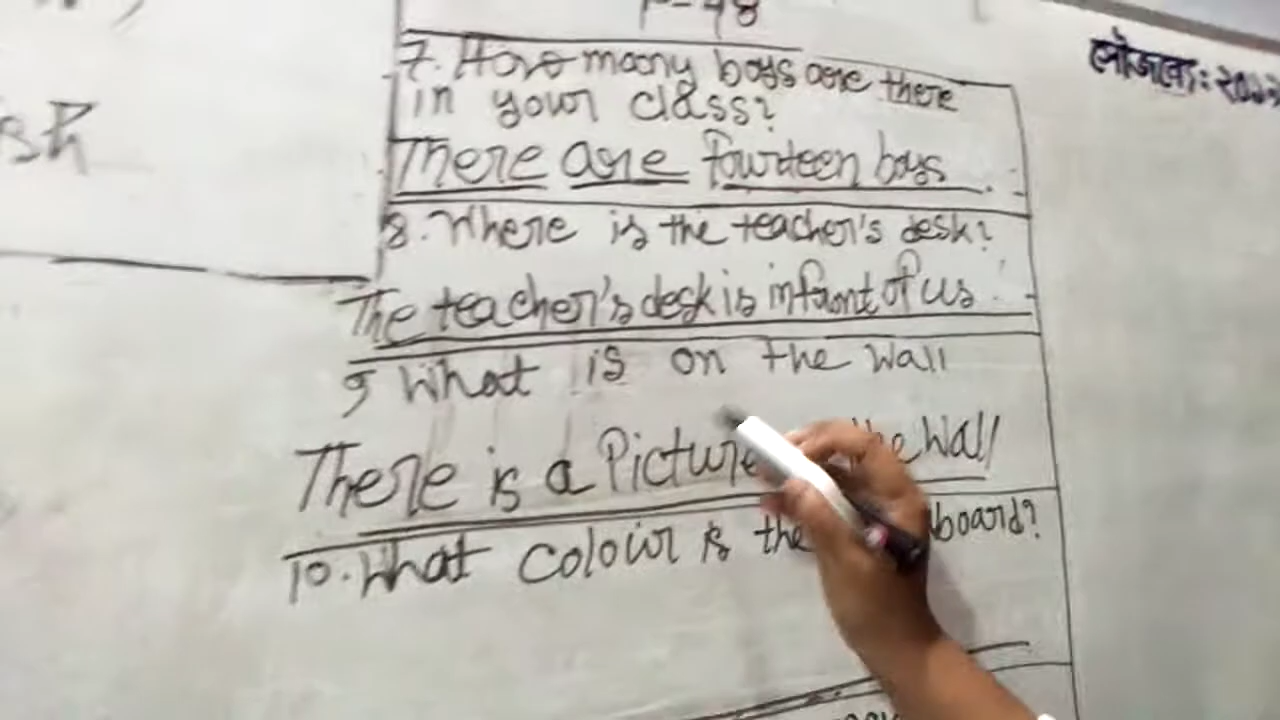 P-48
7. How many boys are there
in your class?
There are fourteen boys.
8. Where is the teacher's desk?
The teacher's desk is infront of us.
9 What is on the wall
There is a Picture the wall
10. What colour is the board?